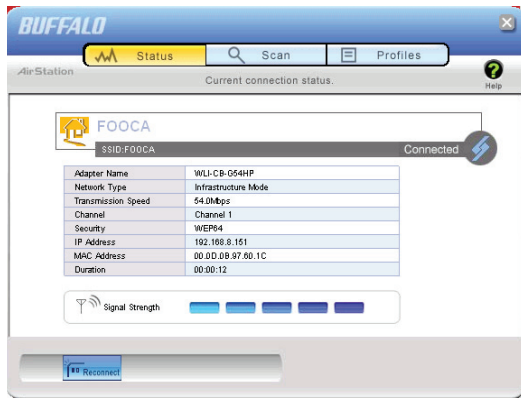 BUFFALO
Status Scan Profiles
AirStation
Current connection status.
Help
FOOCA
SSID:FOOCA Connected
Adapter Name WLI-CB-G54HP
Network Type Infrastructure Mode
Transmission Speed 54.0Mbps
Channel Channel 1
Security WEP64
IP Address 192.168.8.151
MAC Address 00.0D.0B.97.60.1C
Duration 00:00:12
Signal Strength
Reconnect